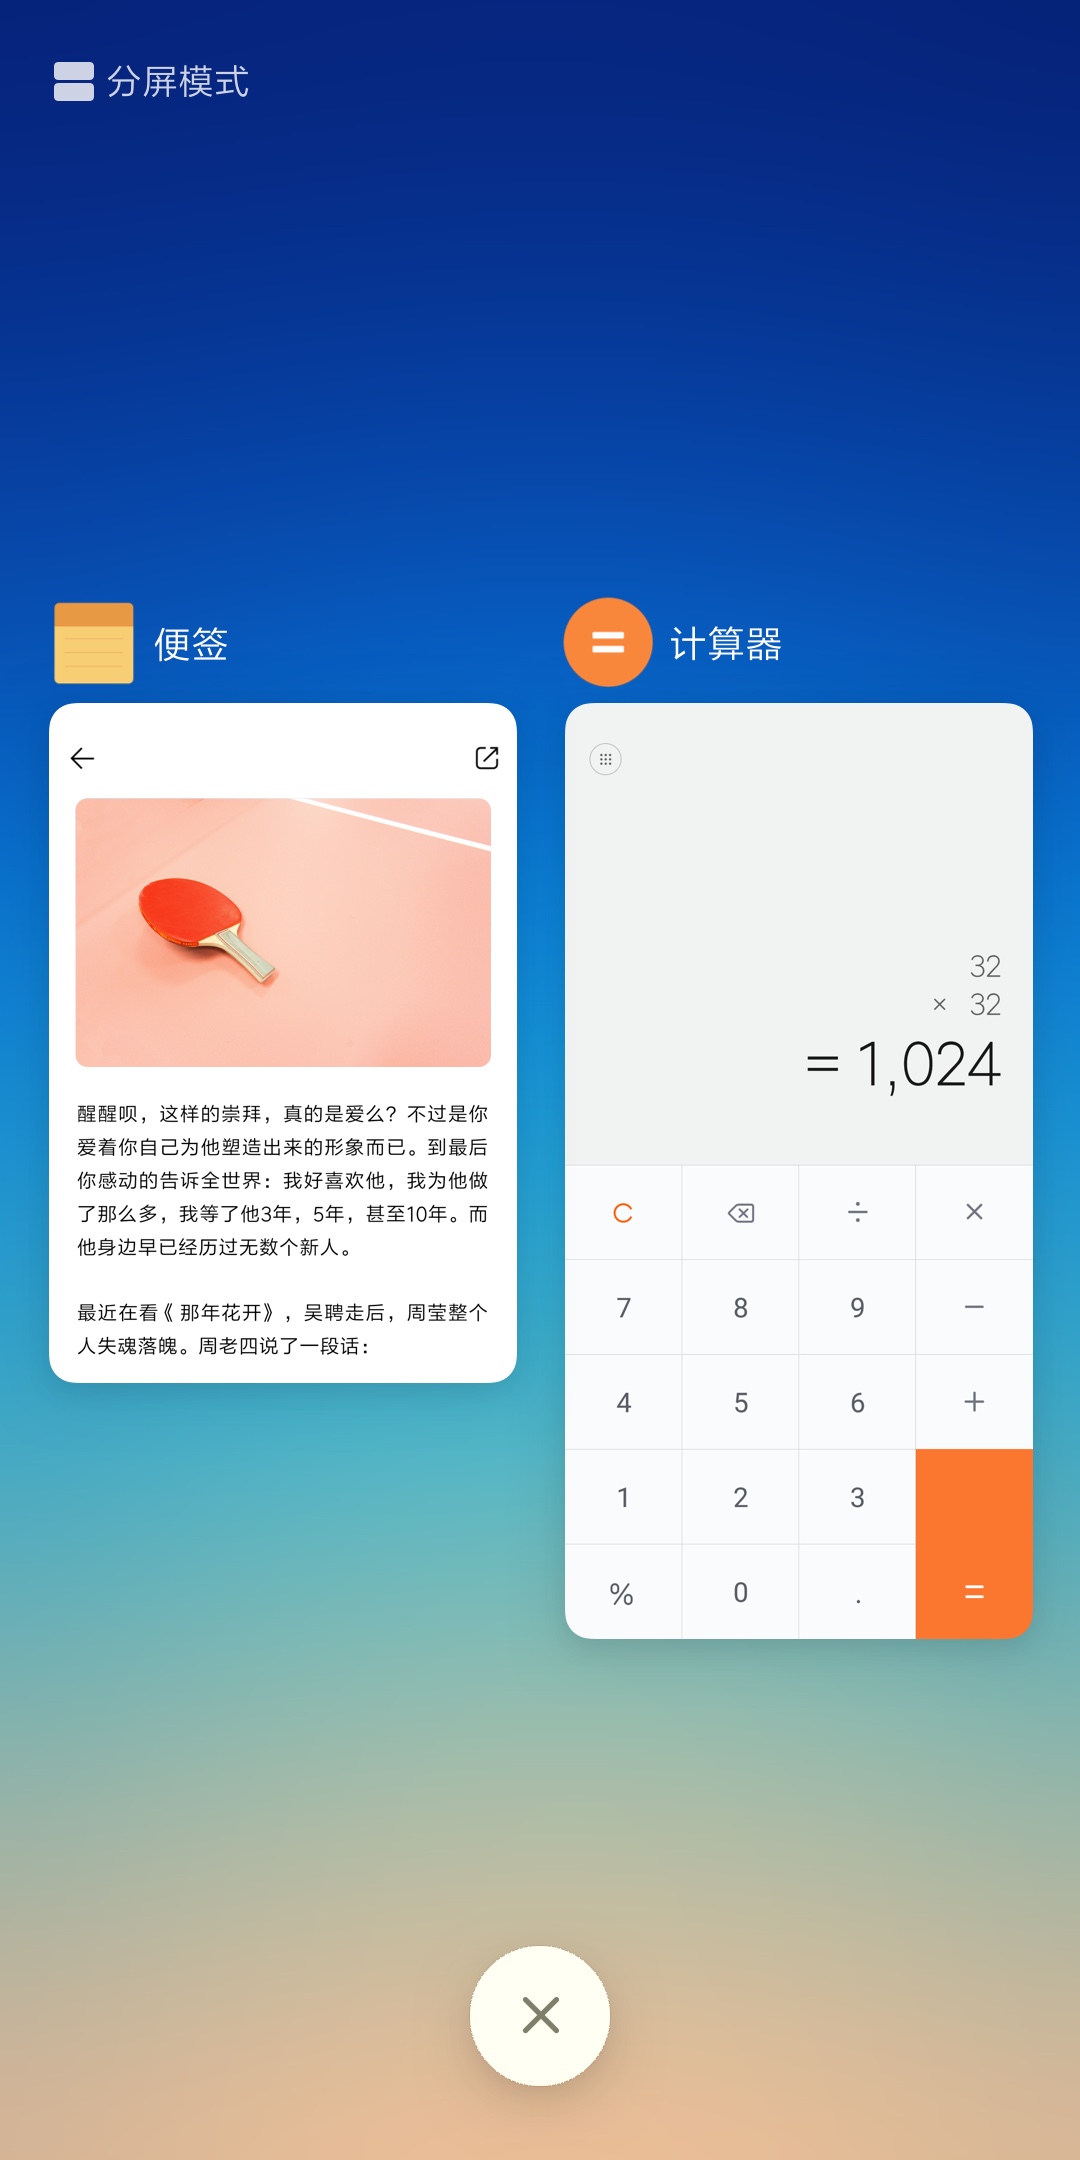 分屏模式
便签
醒醒呗，这样的崇拜，真的是爱么？不过是你
爱着你自己为他塑造出来的形象而已。到最后
你感动的告诉全世界：我好喜欢他，我为他做
了那么多，我等了他3年，5年，甚至10年。而
他身边早已经历过无数个新人。
最近在看《那年花开》，吴聘走后，周莹整个
人失魂落魄。周老四说了一段话：
计算器
32
× 32
= 1,024
C ÷ ×
7 8 9 −
4 5 6 +
1 2 3
% 0 . =